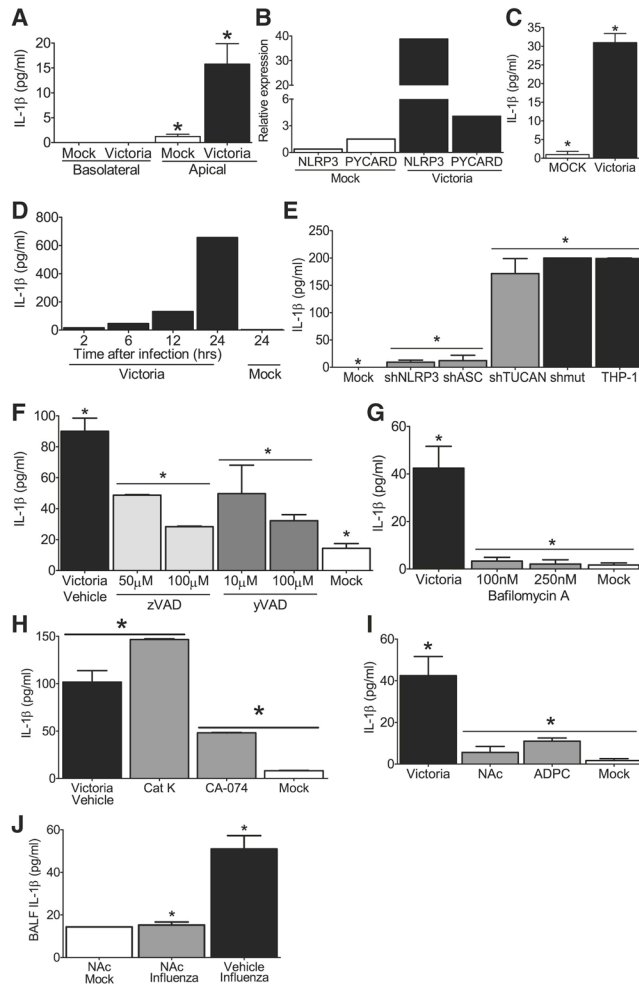 A
IL-1β (pg/ml)
20
15
10
5
0
*
*
Mock Victoria Mock Victoria
Basolateral Apical
B
Relative expression
40
20
6
3
0
NLRP3 PYCARD NLRP3 PYCARD
Mock Victoria
C
IL-1β (pg/ml)
35
30
25
20
15
10
5
0
*
*
MOCK Victoria
D
IL-1β (pg/ml)
800
600
400
200
0
2 6 12 24 24
Time after infection (hrs)
Victoria Mock
E
IL-1β (pg/ml)
250
200
150
100
50
0
*
*
*
Mock shNLRP3 shASC shTUCAN shmut THP-1
F
IL-1β (pg/ml)
100
80
60
40
20
0
*
*
*
*
Victoria 50μM 100μM 10μM 100μM Mock
Vehicle zVAD yVAD
G
IL-1β (pg/ml)
60
40
20
0
*
*
Victoria 100nM 250nM Mock
Bafilomycin A
H
IL-1β (pg/ml)
150
100
50
0
*
*
Victoria Cat K CA-074 Mock
Vehicle
I
IL-1β (pg/ml)
60
40
20
0
*
*
Victoria NAc ADPC Mock
J
BALF IL-1β (pg/ml)
60
40
20
0
*
*
NAc NAc Vehicle
Mock Influenza Influenza